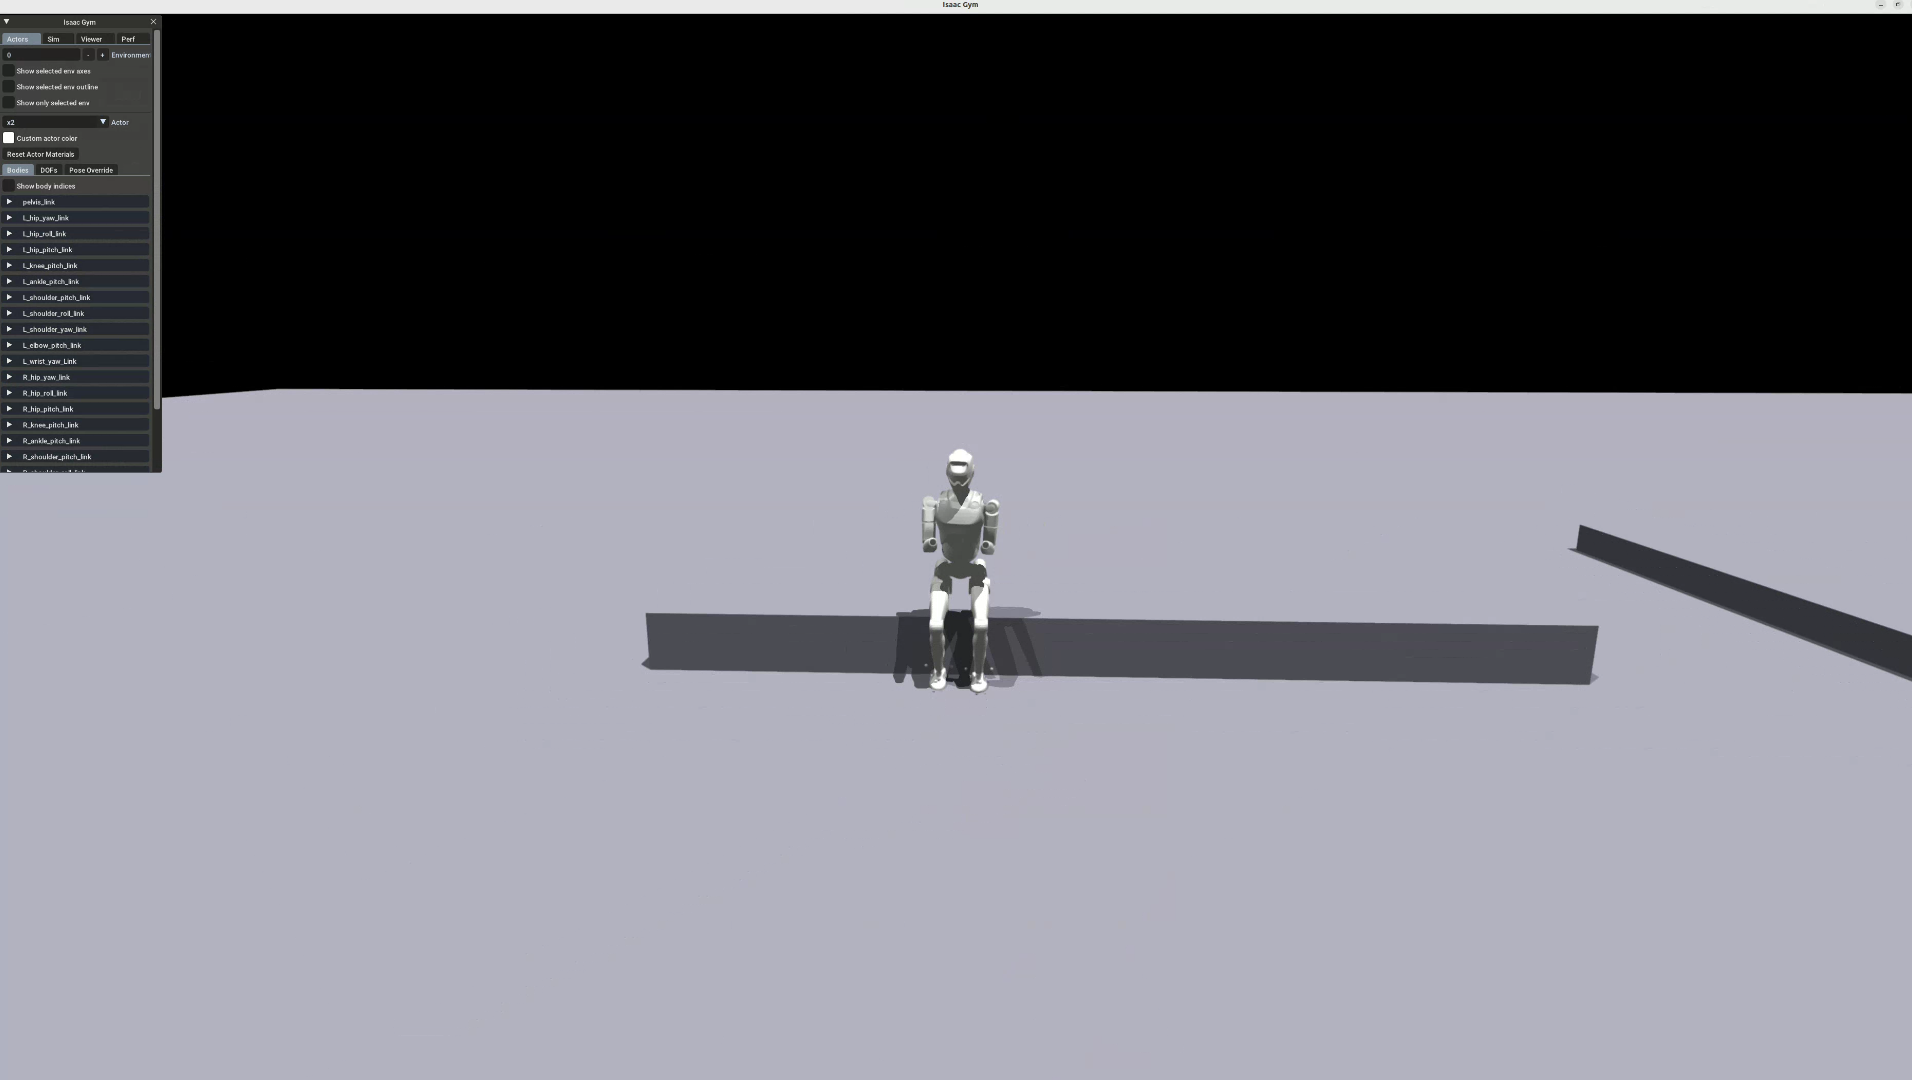 Isaac Gym
Isaac Gym
Actors Sim Viewer Perf
0 - + Environmen
Show selected env axes
Show selected env outline
Show only selected env
x2 Actor
Custom actor color
Reset Actor Materials
Bodies DOFs Pose Override
Show body indices
pelvis_link
L_hip_yaw_link
L_hip_roll_link
L_hip_pitch_link
L_knee_pitch_link
L_ankle_pitch_link
L_shoulder_pitch_link
L_shoulder_roll_link
L_shoulder_yaw_link
L_elbow_pitch_link
L_wrist_yaw_Link
R_hip_yaw_link
R_hip_roll_link
R_hip_pitch_link
R_knee_pitch_link
R_ankle_pitch_link
R_shoulder_pitch_link